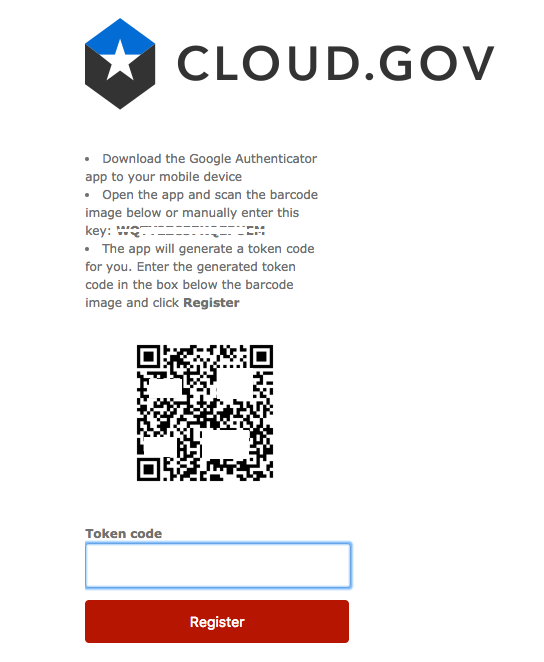 CLOUD.GOV
• Download the Google Authenticator
app to your mobile device
• Open the app and scan the barcode
image below or manually enter this
key:
• The app will generate a token code
for you. Enter the generated token
code in the box below the barcode
image and click Register
Token code
Register